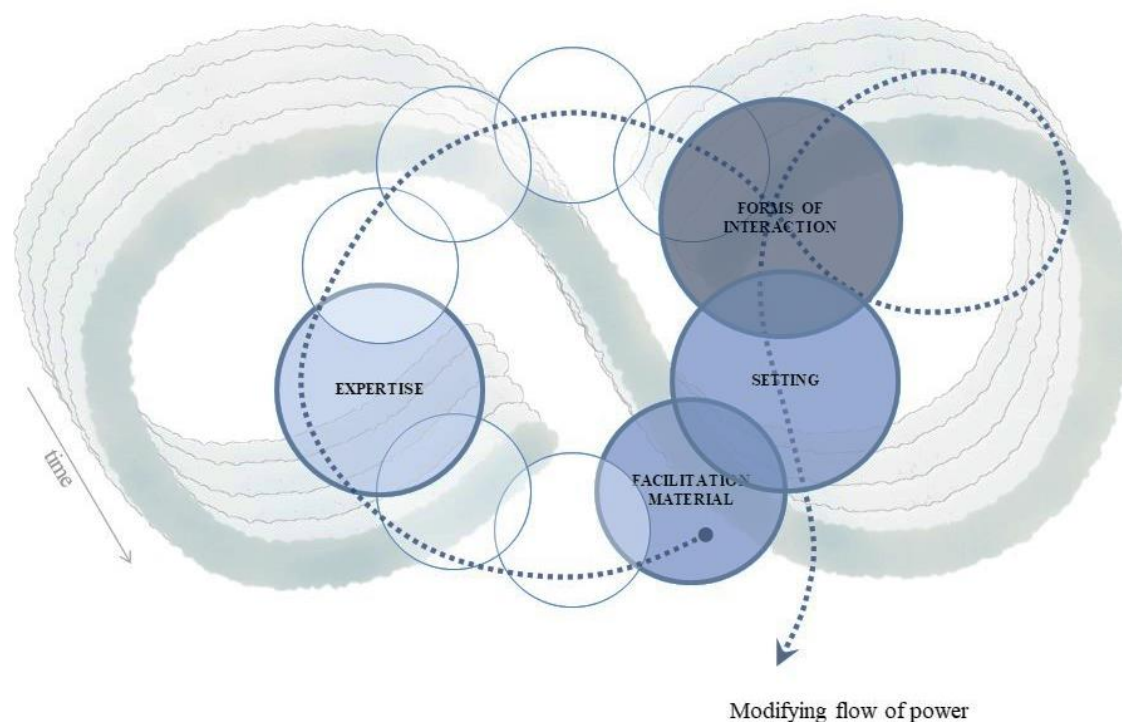 FORMS OF
INTERACTION
EXPERTISE
SETTING
FACILITATION
MATERIAL
time
Modifying flow of power